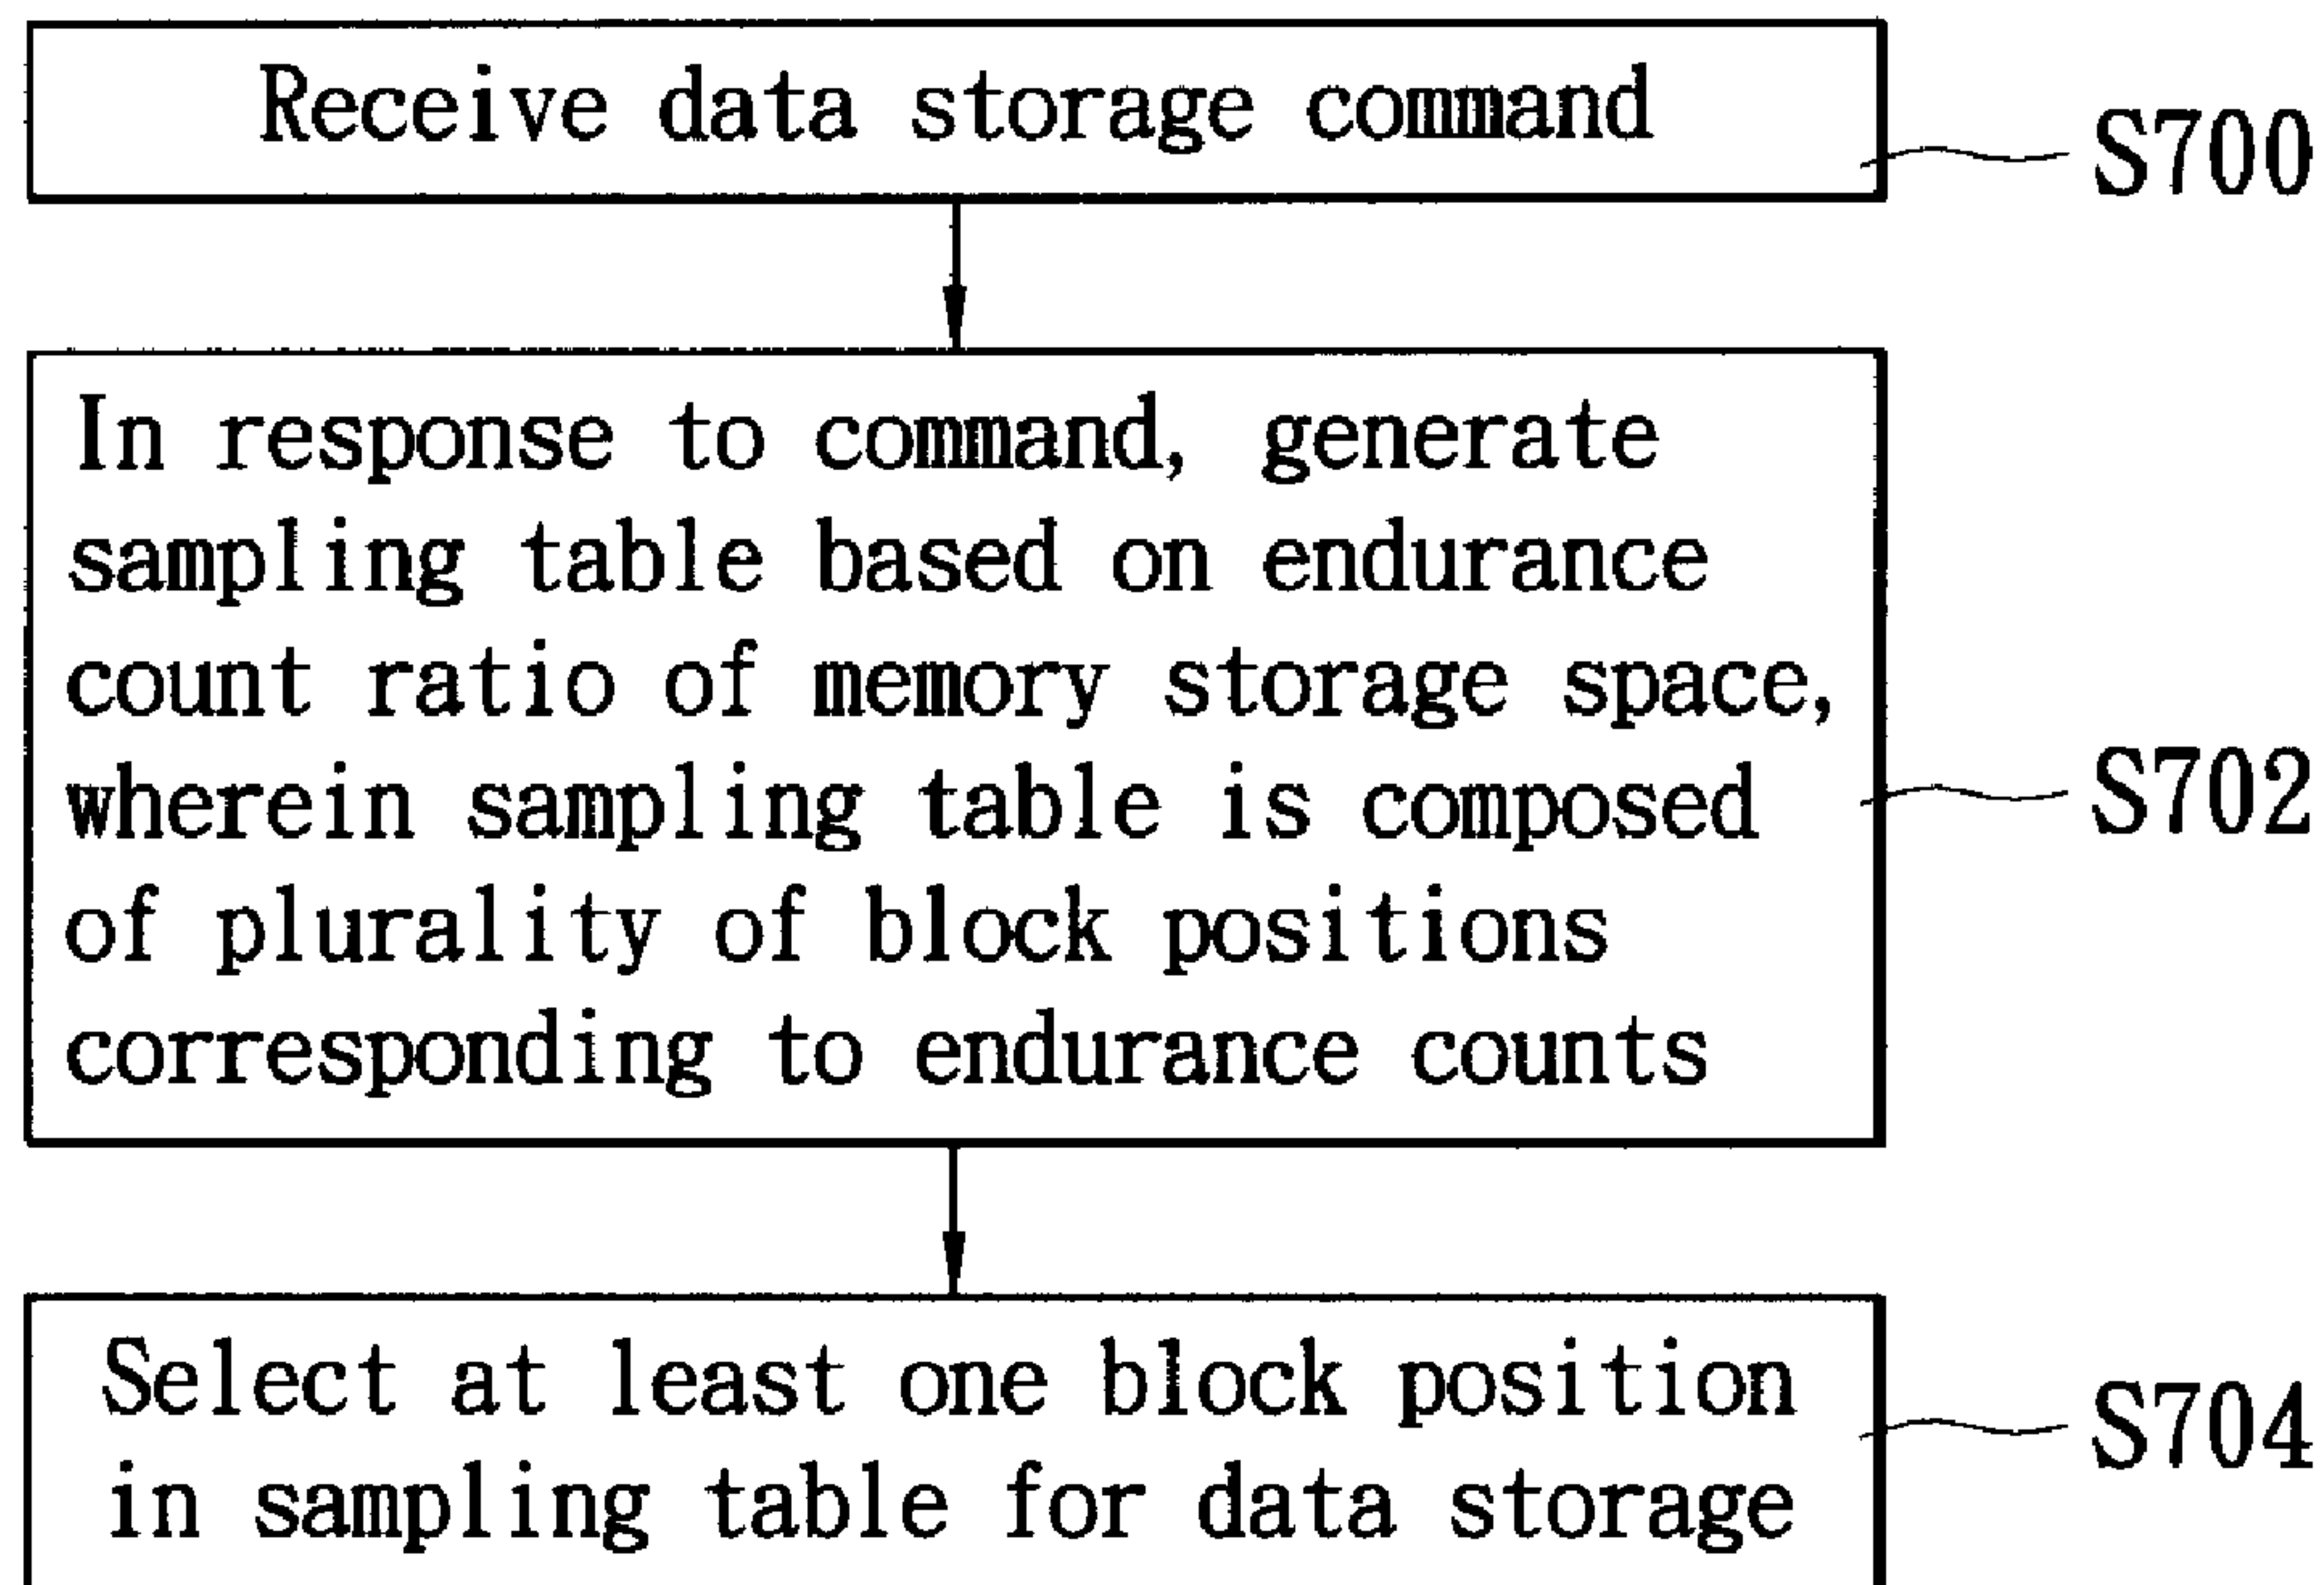 Receive data storage command
S700
In response to command, generate
sampling table based on endurance
count ratio of memory storage space,
wherein sampling table is composed
of plurality of block positions
corresponding to endurance counts
S702
Select at least one block position
in sampling table for data storage
S704